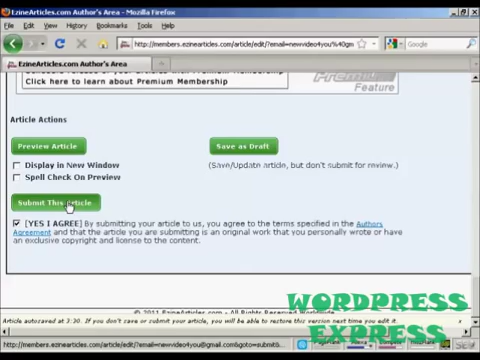 EzineArticles.com Author's Area - Mozilla Firefox
File Edit View History Bookmarks Tools Help
http://members.ezinearticles.com/article/edit/?email=newvideo4you@gm
Google
EzineArticles.com Author's Area
Click here to learn about Premium Membership
Premium
Feature
Article Actions
Preview Article Save as Draft
Display in New Window (Save/Update article, but don't submit for review.)
Spell Check On Preview
Submit This Article
[YES I AGREE] By submitting your article to us, you agree to the terms specified in the Authors
Agreement and that the article you are submitting is an original work that you personally wrote or have
an exclusive copyright and license to the content.
© 2011 EzineArticles.com - All Rights Reserved Worldwide
Article autosaved at 3:30. If you don't save or submit your article, you will be able to restore this version next time you edit it.
http://members.ezinearticles.com/article/edit/?email=newvideo4you@gmail.com&goto=submit
WORDPRESS
EXPRESS